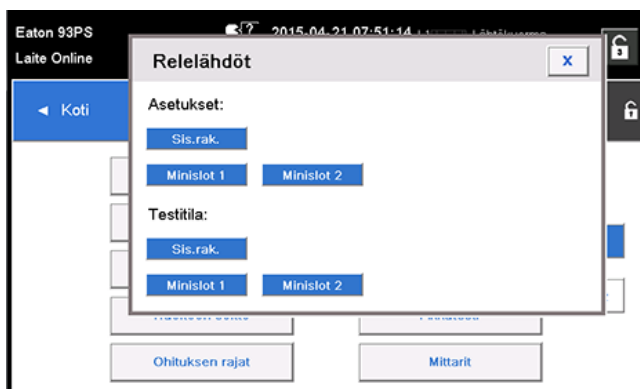 Eaton 93PS
2015-04-21 07:51:14
Laite Online
Relelähdöt
X
◄ Koti
Asetukset:
Sis.rak.
Minislot 1 Minislot 2
Testitila:
Sis.rak.
Minislot 1 Minislot 2
Ohituksen rajat Mittarit